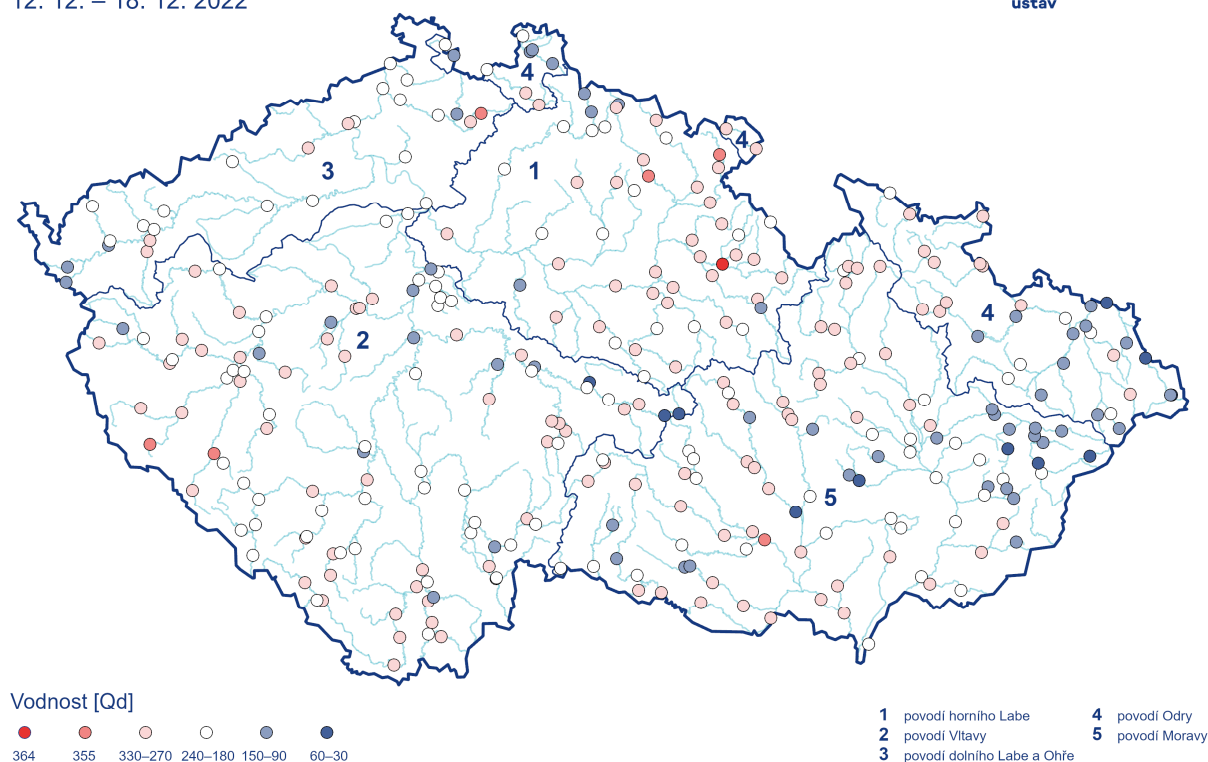 12. 12. – 18. 12. 2022
ústav
4
4
3
1
2
4
5
Vodnost [Qd]
364 355 330–270 240–180 150–90 60–30
1 povodí horního Labe
2 povodí Vltavy
3 povodí dolního Labe a Ohře
4 povodí Odry
5 povodí Moravy